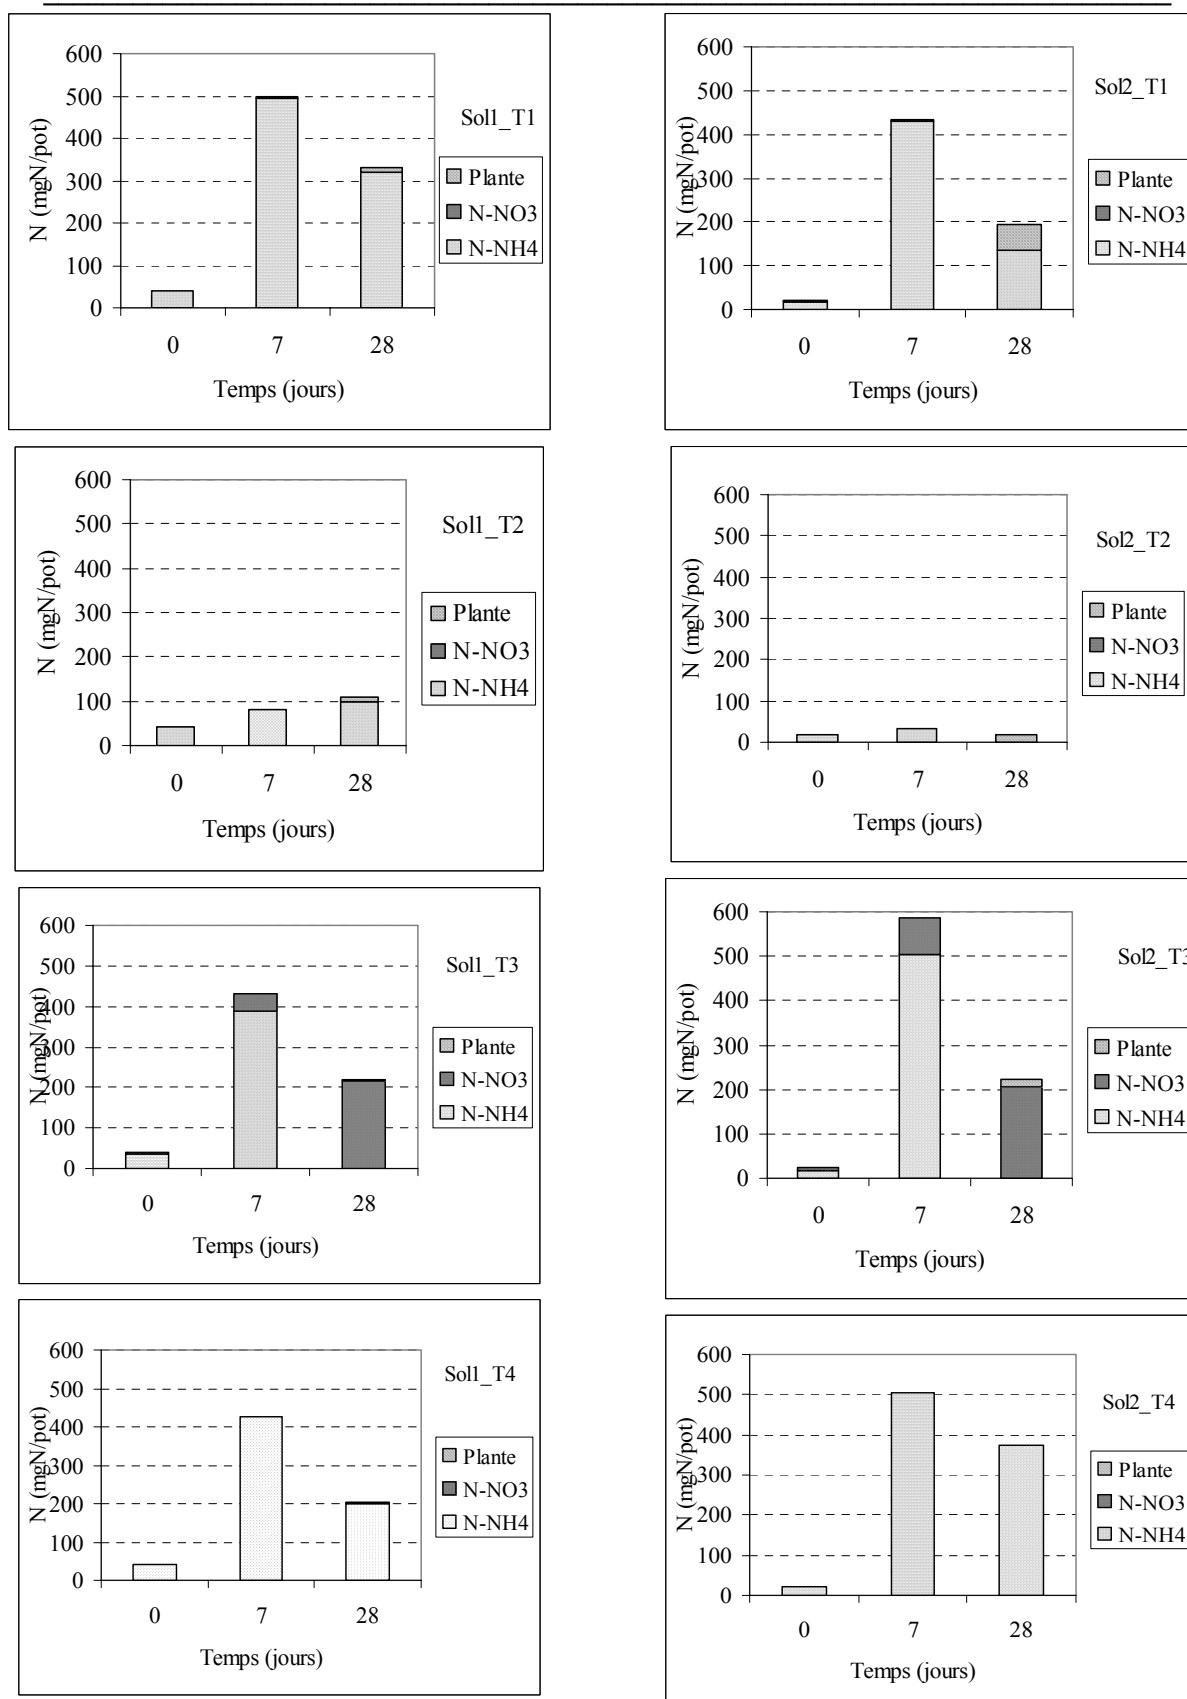 600
500
400
300
200
100
0
N (mgN/pot)
0 7 28
Temps (jours)
Sol1_T1
Plante
N-NO3
N-NH4
600
500
400
300
200
100
0
N (mgN/pot)
0 7 28
Temps (jours)
Sol2_T1
Plante
N-NO3
N-NH4
600
500
400
300
200
100
0
N (mgN/pot)
0 7 28
Temps (jours)
Sol1_T2
Plante
N-NO3
N-NH4
600
500
400
300
200
100
0
N (mgN/pot)
0 7 28
Temps (jours)
Sol2_T2
Plante
N-NO3
N-NH4
600
500
400
300
200
100
0
N (mgN/pot)
0 7 28
Temps (jours)
Sol1_T3
Plante
N-NO3
N-NH4
600
500
400
300
200
100
0
N (mgN/pot)
0 7 28
Temps (jours)
Sol2_T3
Plante
N-NO3
N-NH4
600
500
400
300
200
100
0
N (mgN/pot)
0 7 28
Temps (jours)
Sol1_T4
Plante
N-NO3
N-NH4
600
500
400
300
200
100
0
N (mgN/pot)
0 7 28
Temps (jours)
Sol2_T4
Plante
N-NO3
N-NH4